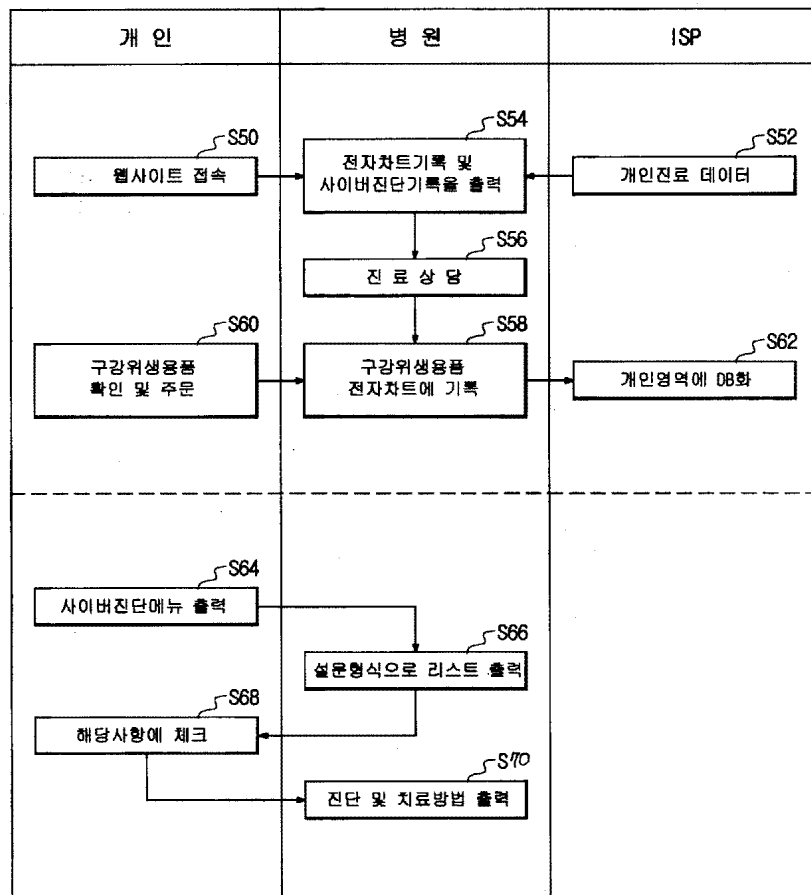 개 인
병 원
ISP
S54
S50
S52
전자차트기록 및
사이버진단기록을 출력
웹사이트 접속
개인진료 데이터
S56
진 료 상 담
S60
S58
S62
구강위생용품
확인 및 주문
구강위생용품
전자차트에 기록
개인영역에 DB화
S64
사이버진단메뉴 출력
S66
설문형식으로 리스트 출력
S68
해당사항에 체크
S70
진단 및 치료방법 출력